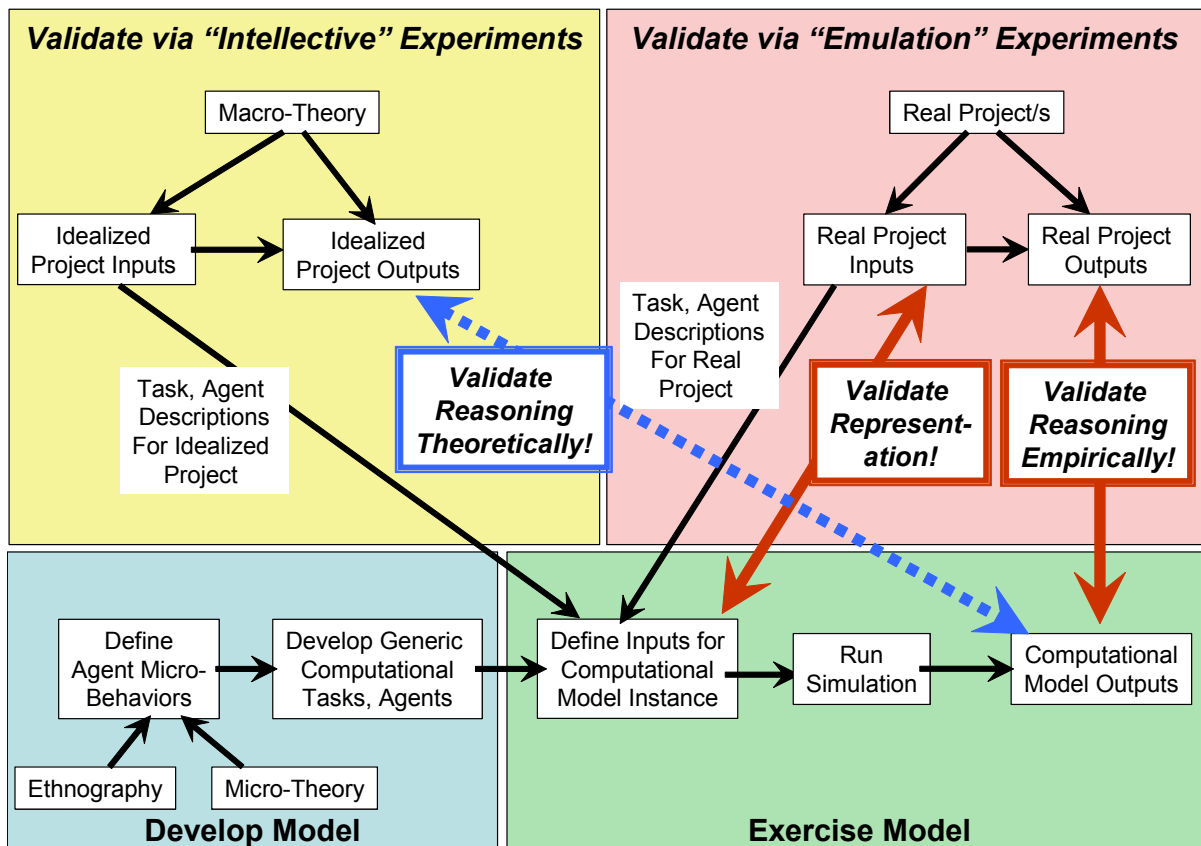 Validate via “Intellective” Experiments
Macro-Theory
Idealized
Project Inputs
Idealized
Project Outputs
Task, Agent
Descriptions
For Idealized
Project
Validate
Reasoning
Theoretically!
Validate via “Emulation” Experiments
Real Project/s
Real Project
Inputs
Real Project
Outputs
Task, Agent
Descriptions
For Real
Project
Validate
Represent-
ation!
Validate
Reasoning
Empirically!
Define
Agent Micro-
Behaviors
Develop Generic
Computational
Tasks, Agents
Ethnography
Micro-Theory
Develop Model
Define Inputs for
Computational
Model Instance
Run
Simulation
Computational
Model Outputs
Exercise Model